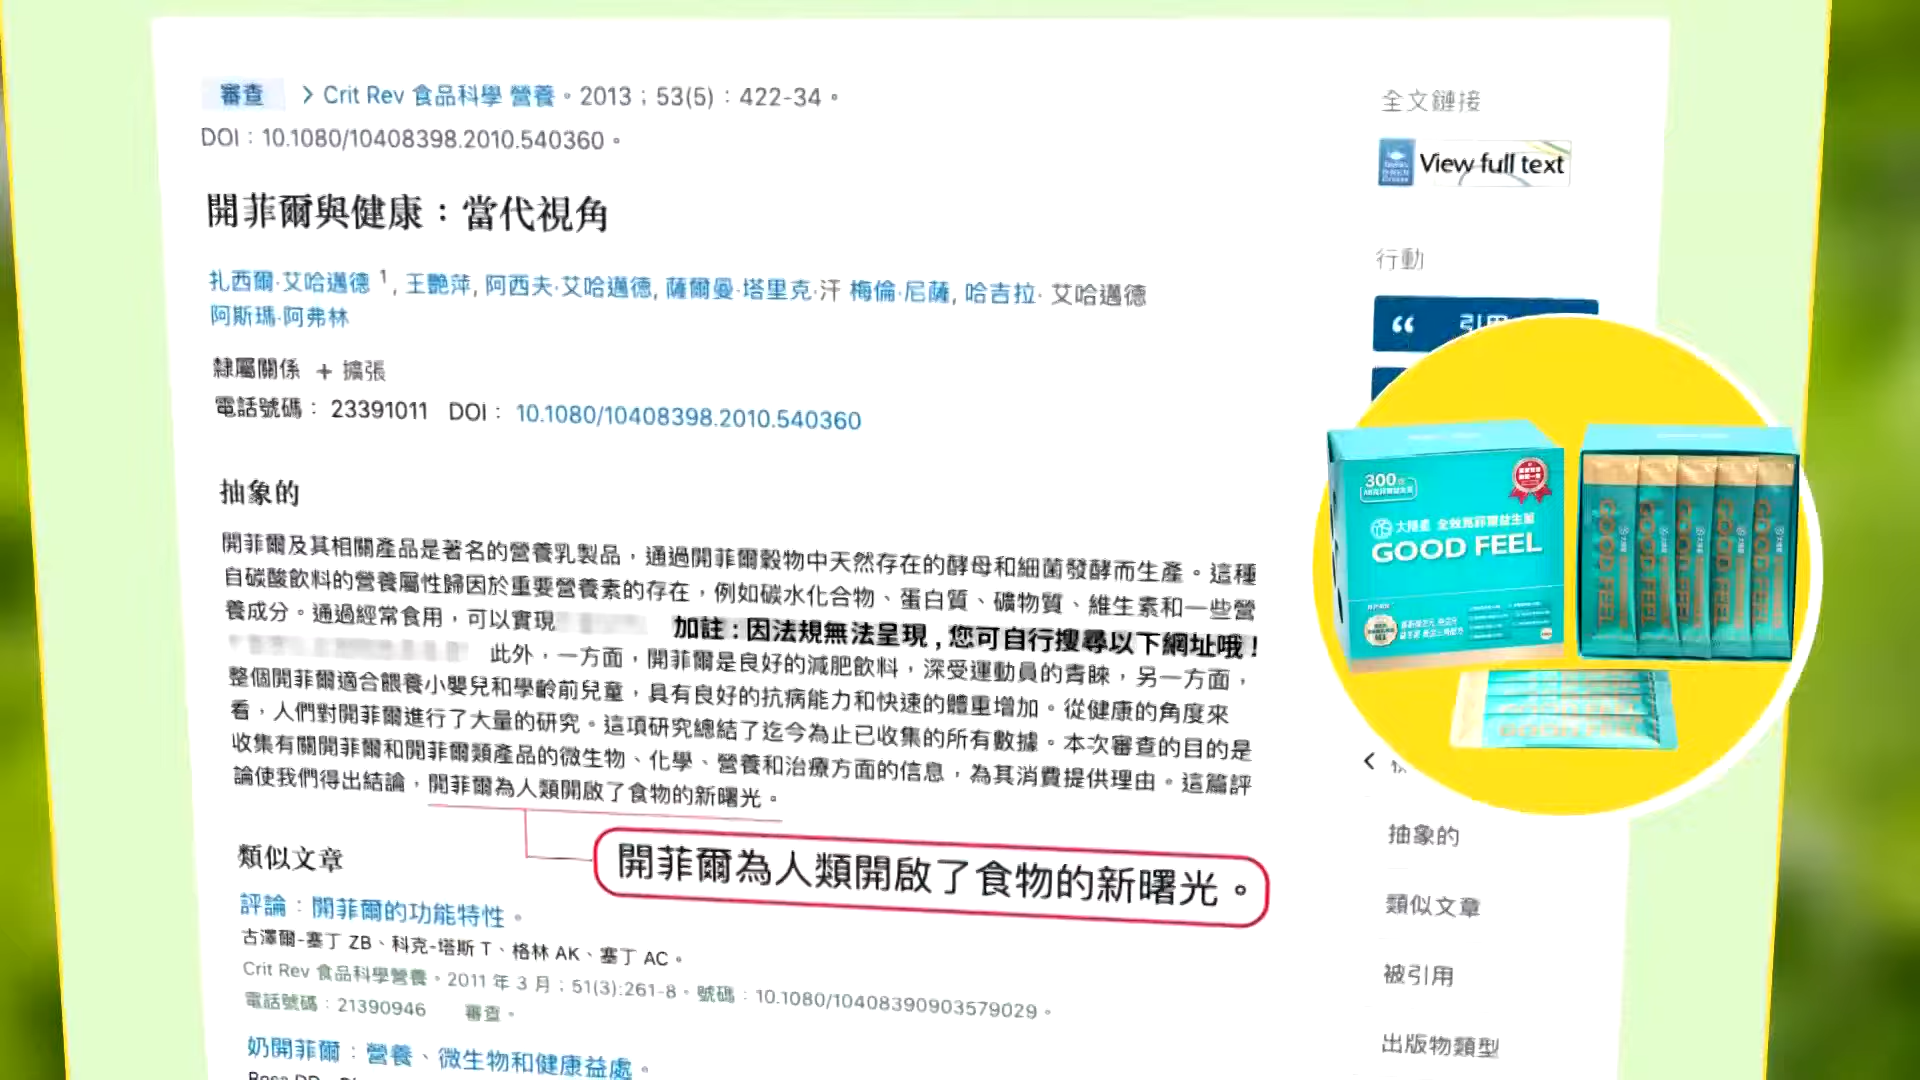 審查 > Crit Rev 食品科學 營養。2013；53(5)：422-34。
DOI：10.1080/10408398.2010.540360。
開菲爾與健康：當代視角
扎西爾·艾哈邁德 1, 王艷萍, 阿西夫·艾哈邁德, 薩爾曼·塔里克·汗 梅倫·尼薩, 哈吉拉· 艾哈邁德
阿斯瑪·阿弗林
隸屬關係 + 擴張
電話號碼： 23391011 DOI： 10.1080/10408398.2010.540360
抽象的
開菲爾及其相關產品是著名的營養乳製品，通過開菲爾穀物中天然存在的酵母和細菌發酵而生產。這種
自碳酸飲料的營養屬性歸因於重要營養素的存在，例如碳水化合物、蛋白質、礦物質、維生素和一些營
養成分。通過經常食用，可以實現
加註：因法規無法呈現，您可自行搜尋以下網址哦！
此外，一方面，開菲爾是良好的減肥飲料，深受運動員的青睞，另一方面，
整個開菲爾適合餵養小嬰兒和學齡前兒童，具有良好的抗病能力和快速的體重增加。從健康的角度來
看，人們對開菲爾進行了大量的研究。這項研究總結了迄今為止已收集的所有數據。本次審查的目的是
收集有關開菲爾和開菲爾類產品的微生物、化學、營養和治療方面的信息，為其消費提供理由。這篇評
論使我們得出結論，開菲爾為人類開啟了食物的新曙光。
開菲爾為人類開啟了食物的新曙光。
類似文章
評論：開菲爾的功能特性。
古澤爾-塞丁 ZB、科克-塔斯 T、格林 AK、塞丁 AC。
Crit Rev 食品科學營養。2011 年 3 月；51(3):261-8。號碼：10.1080/10408390903579029。
電話號碼：21390946 審查。
奶開菲爾：營養、微生物和健康益處。
全文鏈接
View full text
行動
引用
300
大陽星 全效克菲爾益生菌
GOOD FEEL
GOOD FEEL
GOOD FEEL
GOOD FEEL
GOOD FEEL
GOOD FEEL
GOOD FEEL
抽象的
類似文章
被引用
出版物類型